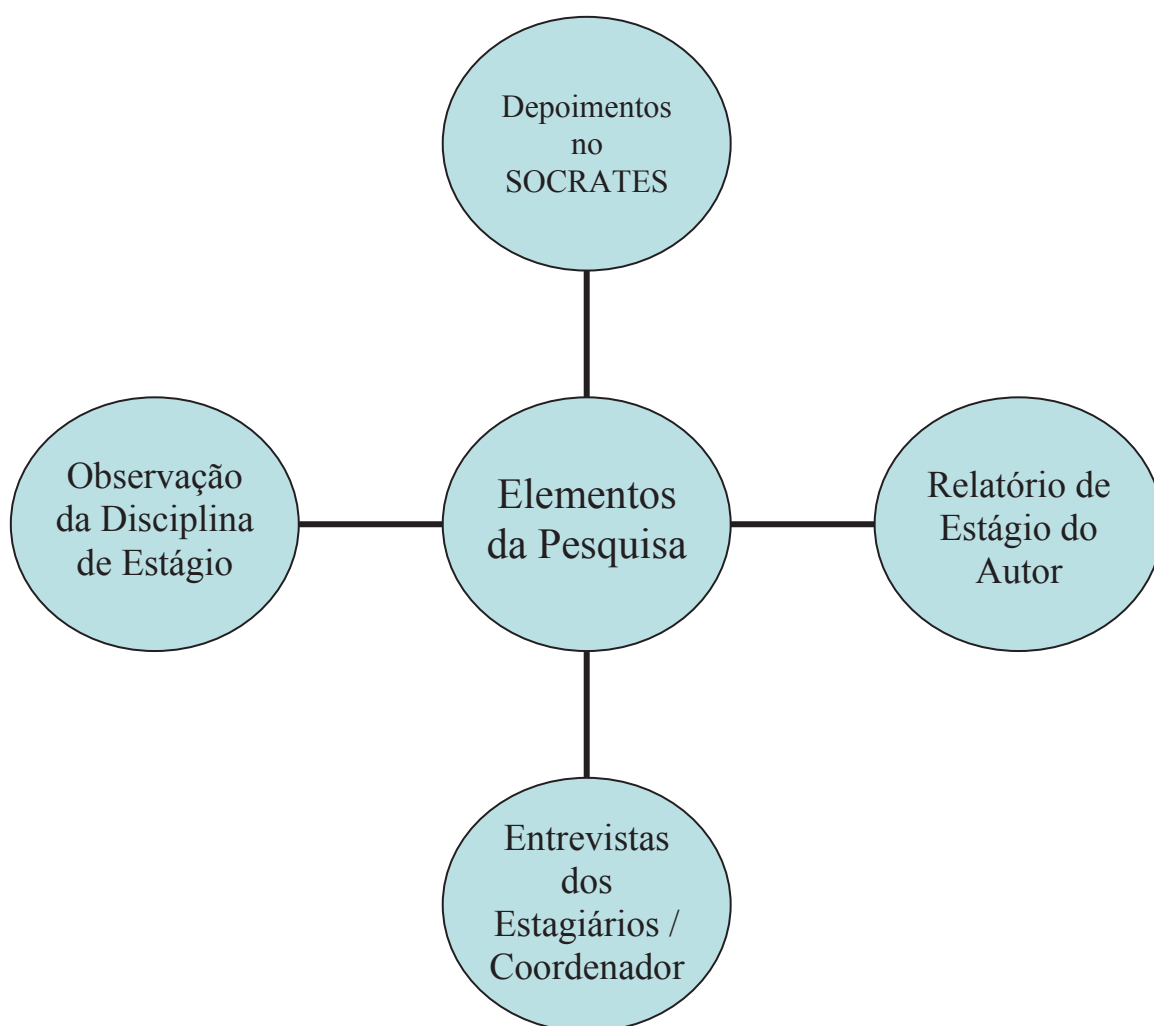 Depoimentos
no
SOCRATES
Observação
da Disciplina
de Estágio
Elementos
da Pesquisa
Relatório de
Estágio do
Autor
Entrevistas
dos
Estagiários /
Coordenador